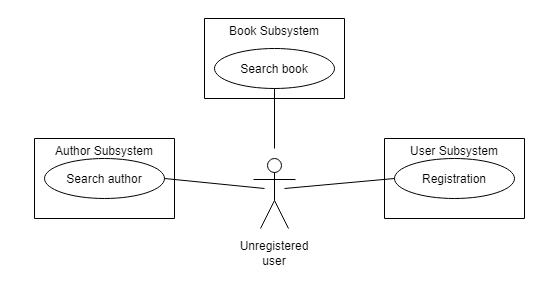 Book Subsystem
Search book
Author Subsystem
Search author
User Subsystem
Registration
Unregistered
user